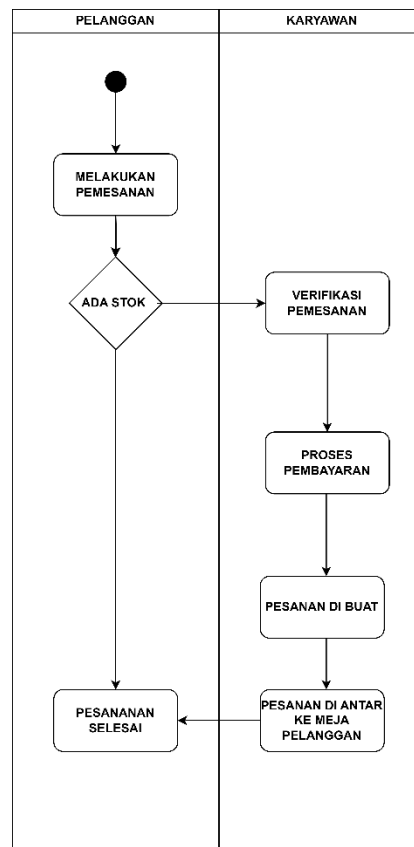 PELANGGAN
KARYAWAN
MELAKUKAN
PEMESANAN
ADA STOK
VERIFIKASI
PEMESANAN
PROSES
PEMBAYARAN
PESANAN DI BUAT
PESANAN DI ANTAR
KE MEJA
PELANGGAN
PESANANAN
SELESAI